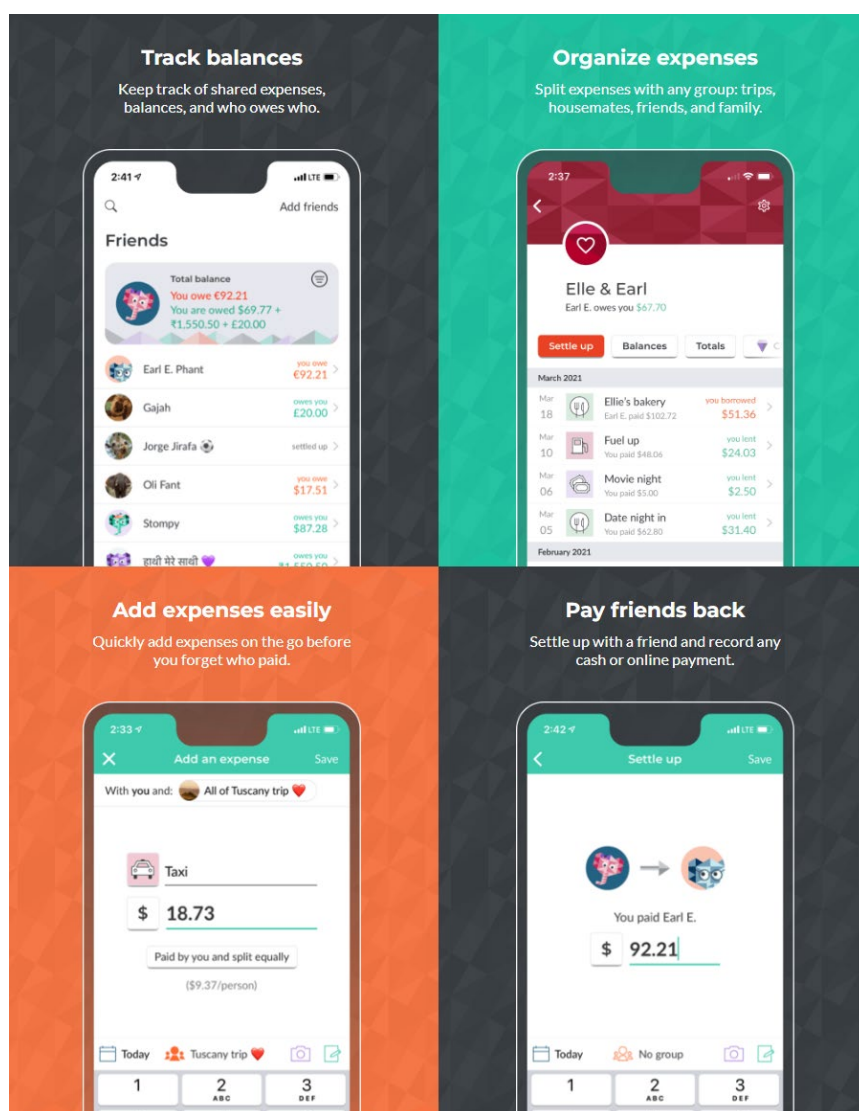 Track balances
Keep track of shared expenses,
balances, and who owes who.
2:41
LTE
Add friends
Friends
Total balance
You owe €92.21
You are owed $69.77 +
₹1,550.50 + £20.00
Earl E. Phant
you owe
€92.21
Gajah
owes you
£20.00
Jorge Jirafa
settled up
Oli Fant
you owe
$17.51
Stompy
owes you
$87.28
हाथी मेरे साथी
owes you
₹1,550.50
Organize expenses
Split expenses with any group: trips,
housemates, friends, and family.
2:37
Elle & Earl
Earl E. owes you $67.70
Settle up
Balances
Totals
March 2021
Mar
18
Ellie's bakery
Earl E. paid $102.72
you borrowed
$51.36
Mar
10
Fuel up
You paid $48.06
you lent
$24.03
Mar
06
Movie night
You paid $5.00
you lent
$2.50
Mar
05
Date night in
You paid $62.80
you lent
$31.40
February 2021
Add expenses easily
Quickly add expenses on the go before
you forget who paid.
2:33
LTE
Add an expense
Save
With you and:
All of Tuscany trip
Taxi
$
18.73
Paid by you and split equally
($9.37/person)
Today
Tuscany trip
1
2
ABC
3
DEF
Pay friends back
Settle up with a friend and record any
cash or online payment.
2:42
LTE
Settle up
Save
You paid Earl E.
$
92.21
Today
No group
1
2
ABC
3
DEF